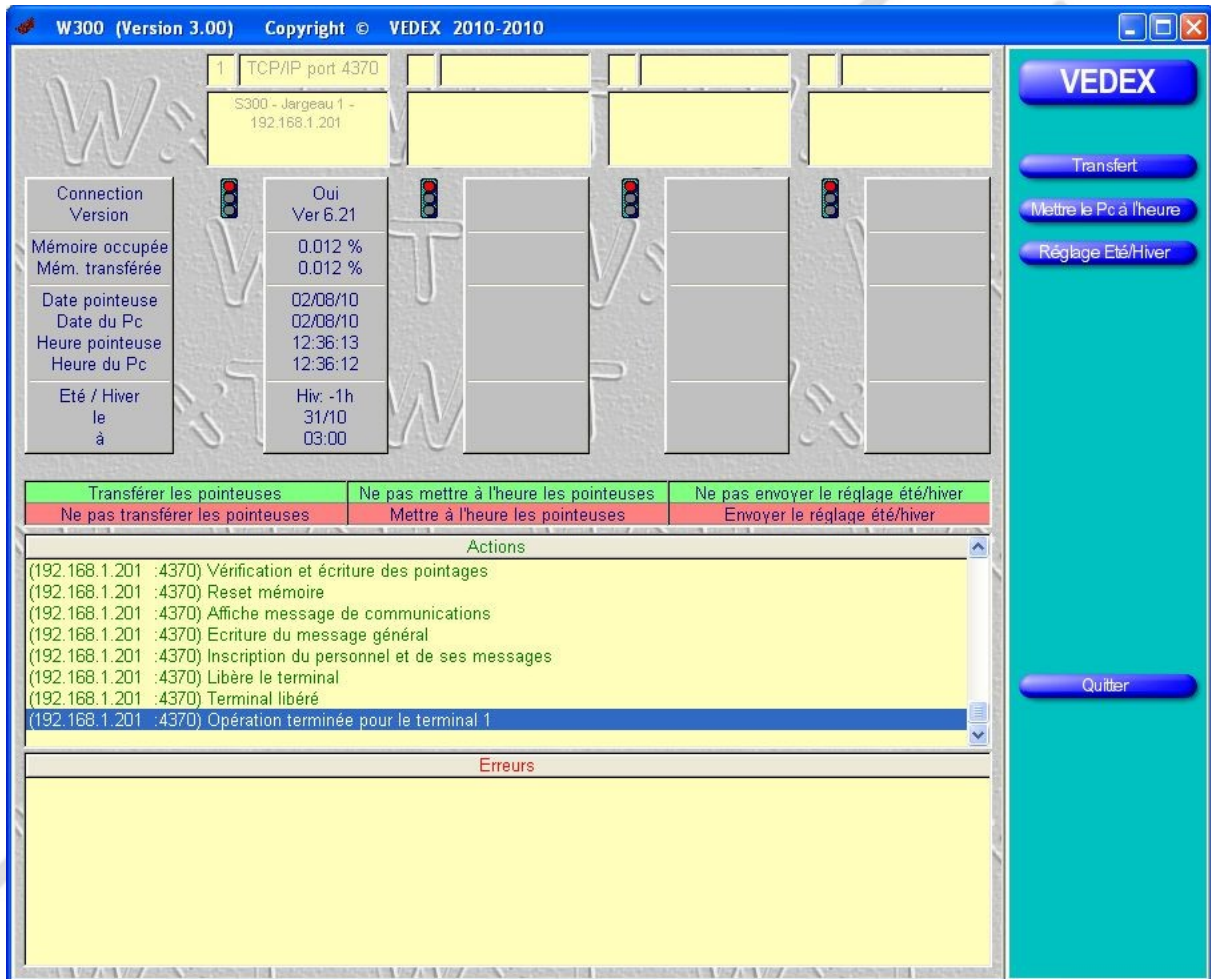 W300 (Version 3.00) Copyright © VEDEX 2010-2010
1 TCP/IP port 4370
S300 - Jargeau 1 -
192.168.1.201
VEDEX
Transfert
Mettre le Pc à l'heure
Réglage Eté/Hiver
Quitter
Connection Oui
Version Ver 6.21
Mémoire occupée 0.012 %
Mém. transférée 0.012 %
Date pointeuse 02/08/10
Date du Pc 02/08/10
Heure pointeuse 12:36:13
Heure du Pc 12:36:12
Eté / Hiver Hiv: -1h
le 31/10
à 03:00
Transférer les pointeuses Ne pas mettre à l'heure les pointeuses Ne pas envoyer le réglage été/hiver
Ne pas transférer les pointeuses Mettre à l'heure les pointeuses Envoyer le réglage été/hiver
Actions
(192.168.1.201 :4370) Vérification et écriture des pointages
(192.168.1.201 :4370) Reset mémoire
(192.168.1.201 :4370) Affiche message de communications
(192.168.1.201 :4370) Ecriture du message général
(192.168.1.201 :4370) Inscription du personnel et de ses messages
(192.168.1.201 :4370) Libère le terminal
(192.168.1.201 :4370) Terminal libéré
(192.168.1.201 :4370) Opération terminée pour le terminal 1
Erreurs